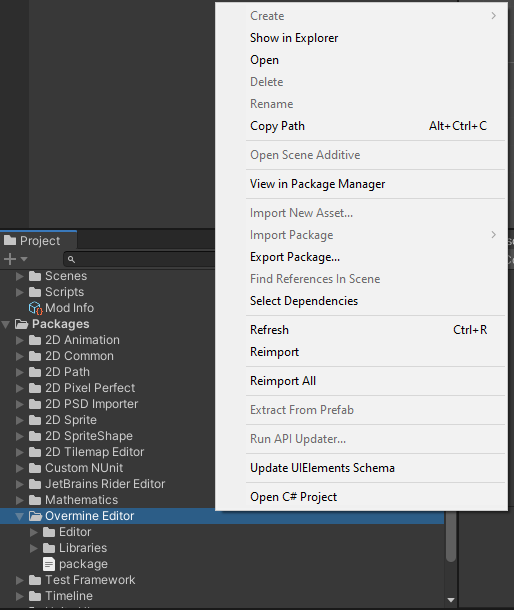 Create
Show in Explorer
Open
Delete
Rename
Copy Path Alt+Ctrl+C
Open Scene Additive
View in Package Manager
Import New Asset...
Import Package
Export Package...
Find References In Scene
Select Dependencies
Refresh Ctrl+R
Reimport
Reimport All
Extract From Prefab
Run API Updater...
Update UIElements Schema
Open C# Project
Project
Scenes
Scripts
Mod Info
Packages
2D Animation
2D Common
2D Path
2D Pixel Perfect
2D PSD Importer
2D Sprite
2D SpriteShape
2D Tilemap Editor
Custom NUnit
JetBrains Rider Editor
Mathematics
Overmine Editor
Editor
Libraries
package
Test Framework
Timeline